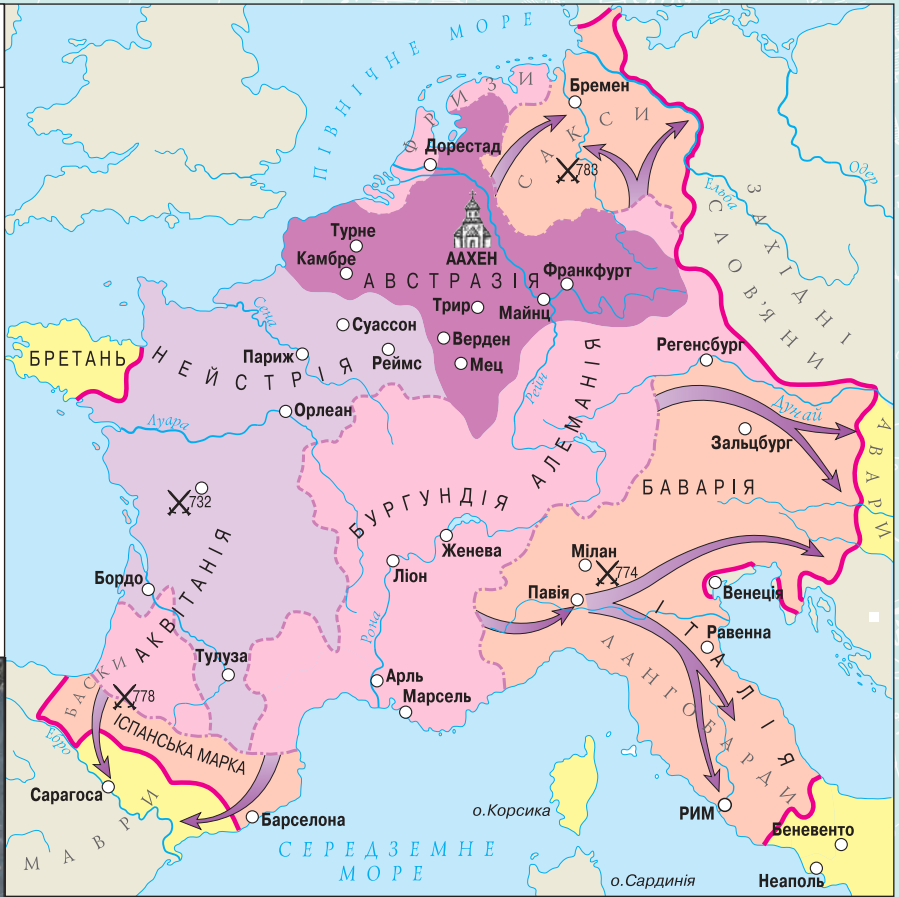 ПІВНІЧНЕ МОРЕ
ФРИЗИ
Бремен
САКСИ
783
Дорестад
Ельба
Одер
ЗАХІДНІ
СЛОВ'ЯНИ
Турне
Камбре
ААХЕН
АВСТРАЗІЯ
Франкфурт
Майнц
Трир
Верден
Мец
Сена
Суассон
Реймс
Париж
НЕЙСТРІЯ
БРЕТАНЬ
Орлеан
Луара
Рейн
АЛЕМАНІЯ
Регенсбург
Дунай
Зальцбург
АВАРИ
БАВАРІЯ
732
БУРГУНДІЯ
Женева
Ліон
Мілан
774
Павія
Венеція
Бордо
АКВІТАНІЯ
Рона
Равенна
ІТАЛІЯ
ЛАНГОБАРДИ
Тулуза
Арль
Марсель
БАСКИ
778
ІСПАНСЬКА МАРКА
Ебро
Сарагоса
МАВРИ
Барселона
СЕРЕДЗЕМНЕ
МОРЕ
о.Корсика
о.Сардинія
РИМ
Беневенто
Неаполь